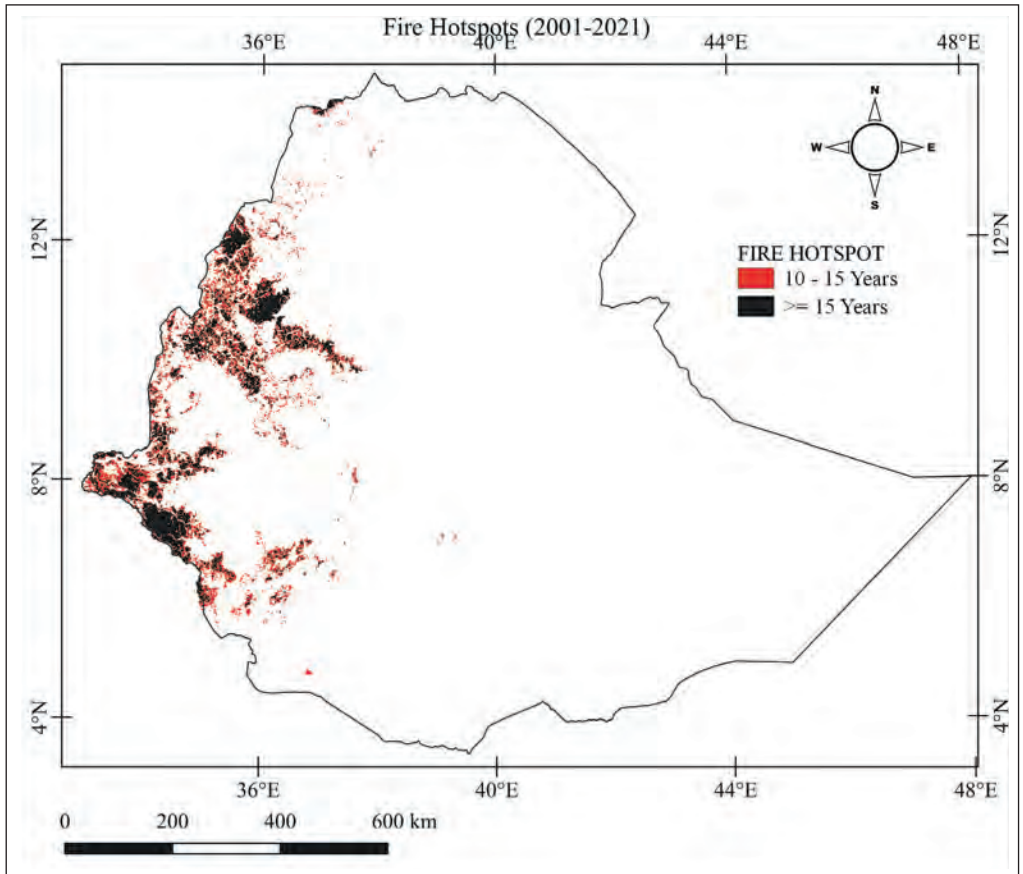 Fire Hotspots (2001-2021)
36°E 40°E 44°E 48°E
N
W E
S
12°N 12°N
FIRE HOTSPOT
10 - 15 Years
>= 15 Years
8°N 8°N
4°N 4°N
36°E 40°E 44°E 48°E
0 200 400 600 km